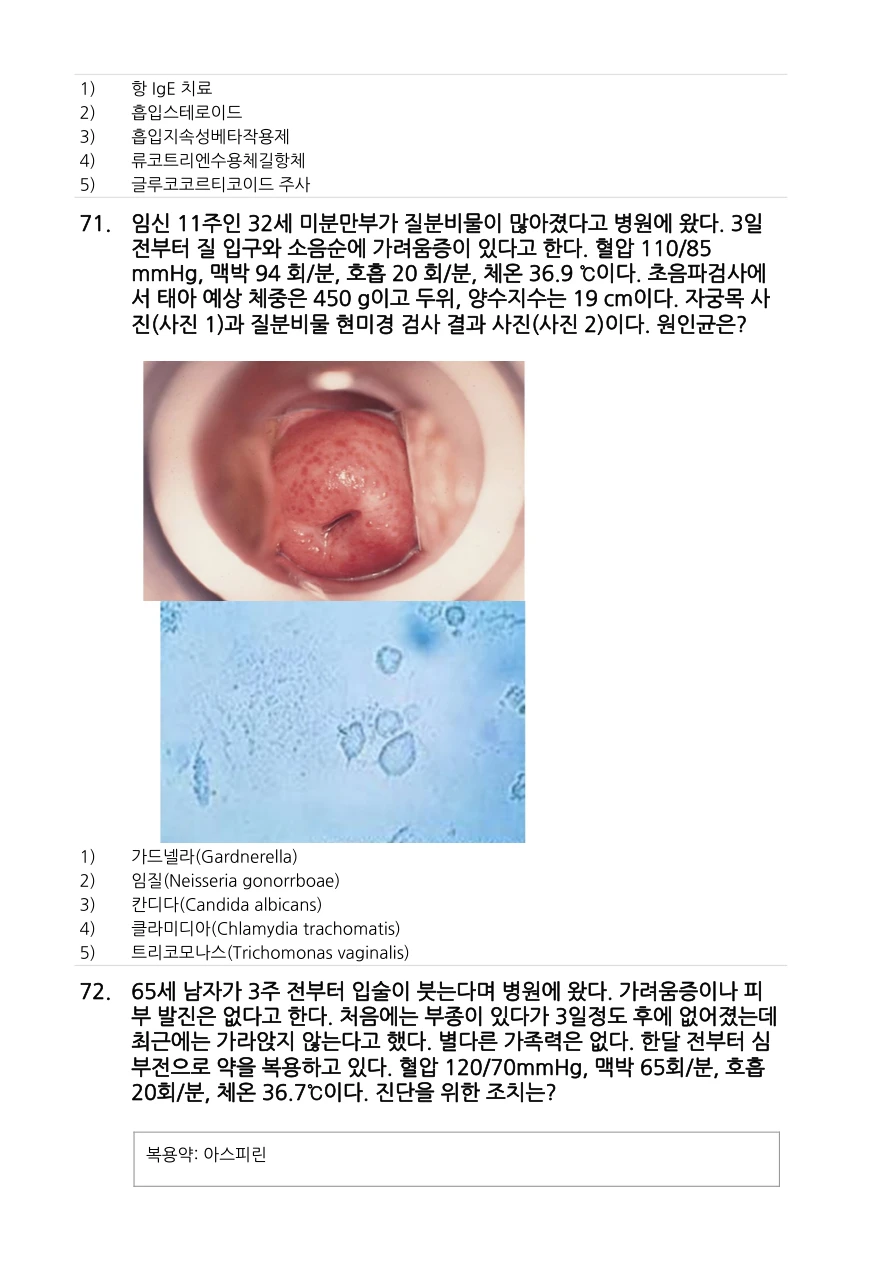 1) 항 IgE 치료
2) 흡입스테로이드
3) 흡입지속성베타작용제
4) 류코트리엔수용체길항체
5) 글루코코르티코이드 주사
71. 임신 11주인 32세 미분만부가 질분비물이 많아졌다고 병원에 왔다. 3일
전부터 질 입구와 소음순에 가려움증이 있다고 한다. 혈압 110/85
mmHg, 맥박 94 회/분, 호흡 20 회/분, 체온 36.9 ℃이다. 초음파검사에
서 태아 예상 체중은 450 g이고 두위, 양수지수는 19 cm이다. 자궁목 사
진(사진 1)과 질분비물 현미경 검사 결과 사진(사진 2)이다. 원인균은?
1) 가드넬라(Gardnerella)
2) 임질(Neisseria gonorrboae)
3) 칸디다(Candida albicans)
4) 클라미디아(Chlamydia trachomatis)
5) 트리코모나스(Trichomonas vaginalis)
72. 65세 남자가 3주 전부터 입술이 붓는다며 병원에 왔다. 가려움증이나 피
부 발진은 없다고 한다. 처음에는 부종이 있다가 3일정도 후에 없어졌는데
최근에는 가라앉지 않는다고 했다. 별다른 가족력은 없다. 한달 전부터 심
부전으로 약을 복용하고 있다. 혈압 120/70mmHg, 맥박 65회/분, 호흡
20회/분, 체온 36.7℃이다. 진단을 위한 조치는?
복용약: 아스피린